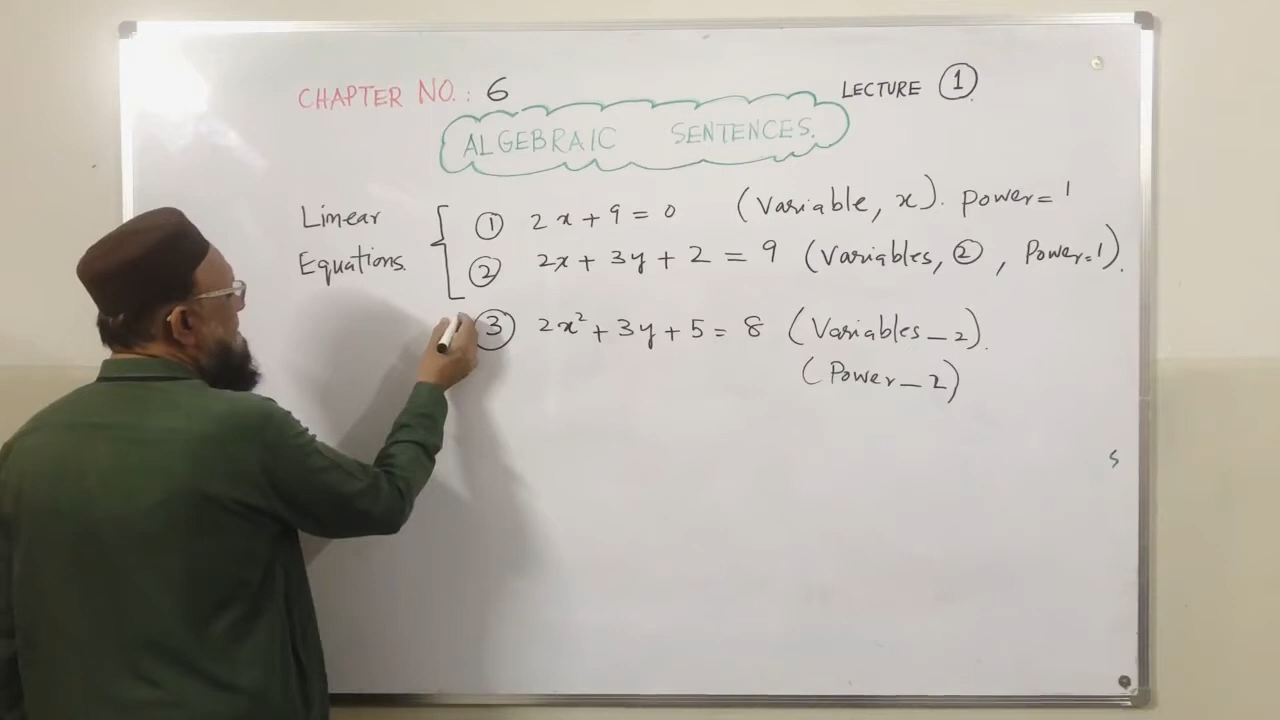 CHAPTER NO.: 6 LECTURE ①
ALGEBRAIC SENTENCES.
Linear ① 2x + 9 = 0 (Variable, x). Power = 1
Equations. ② 2x + 3y + 2 = 9 (Variables, ②, Power = 1).
③ 2x² + 3y + 5 = 8 (Variables _ 2).
(Power _ 2)
s